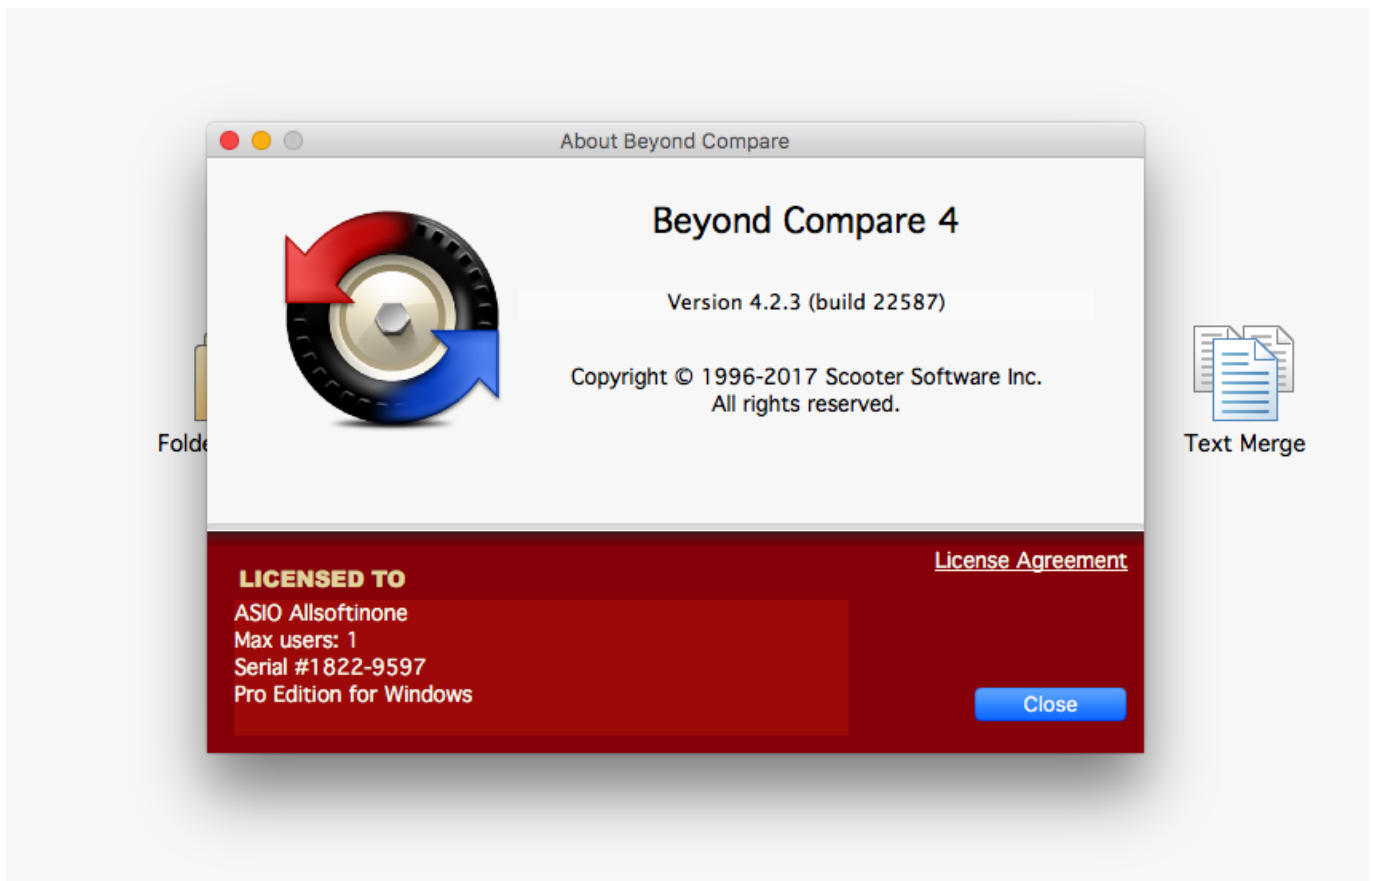 About Beyond Compare
Beyond Compare 4
Version 4.2.3 (build 22587)
Copyright © 1996-2017 Scooter Software Inc.
All rights reserved.
Folde
Text Merge
License Agreement
LICENSED TO
ASIO Allsoftinone
Max users: 1
Serial #1822-9597
Pro Edition for Windows
Close